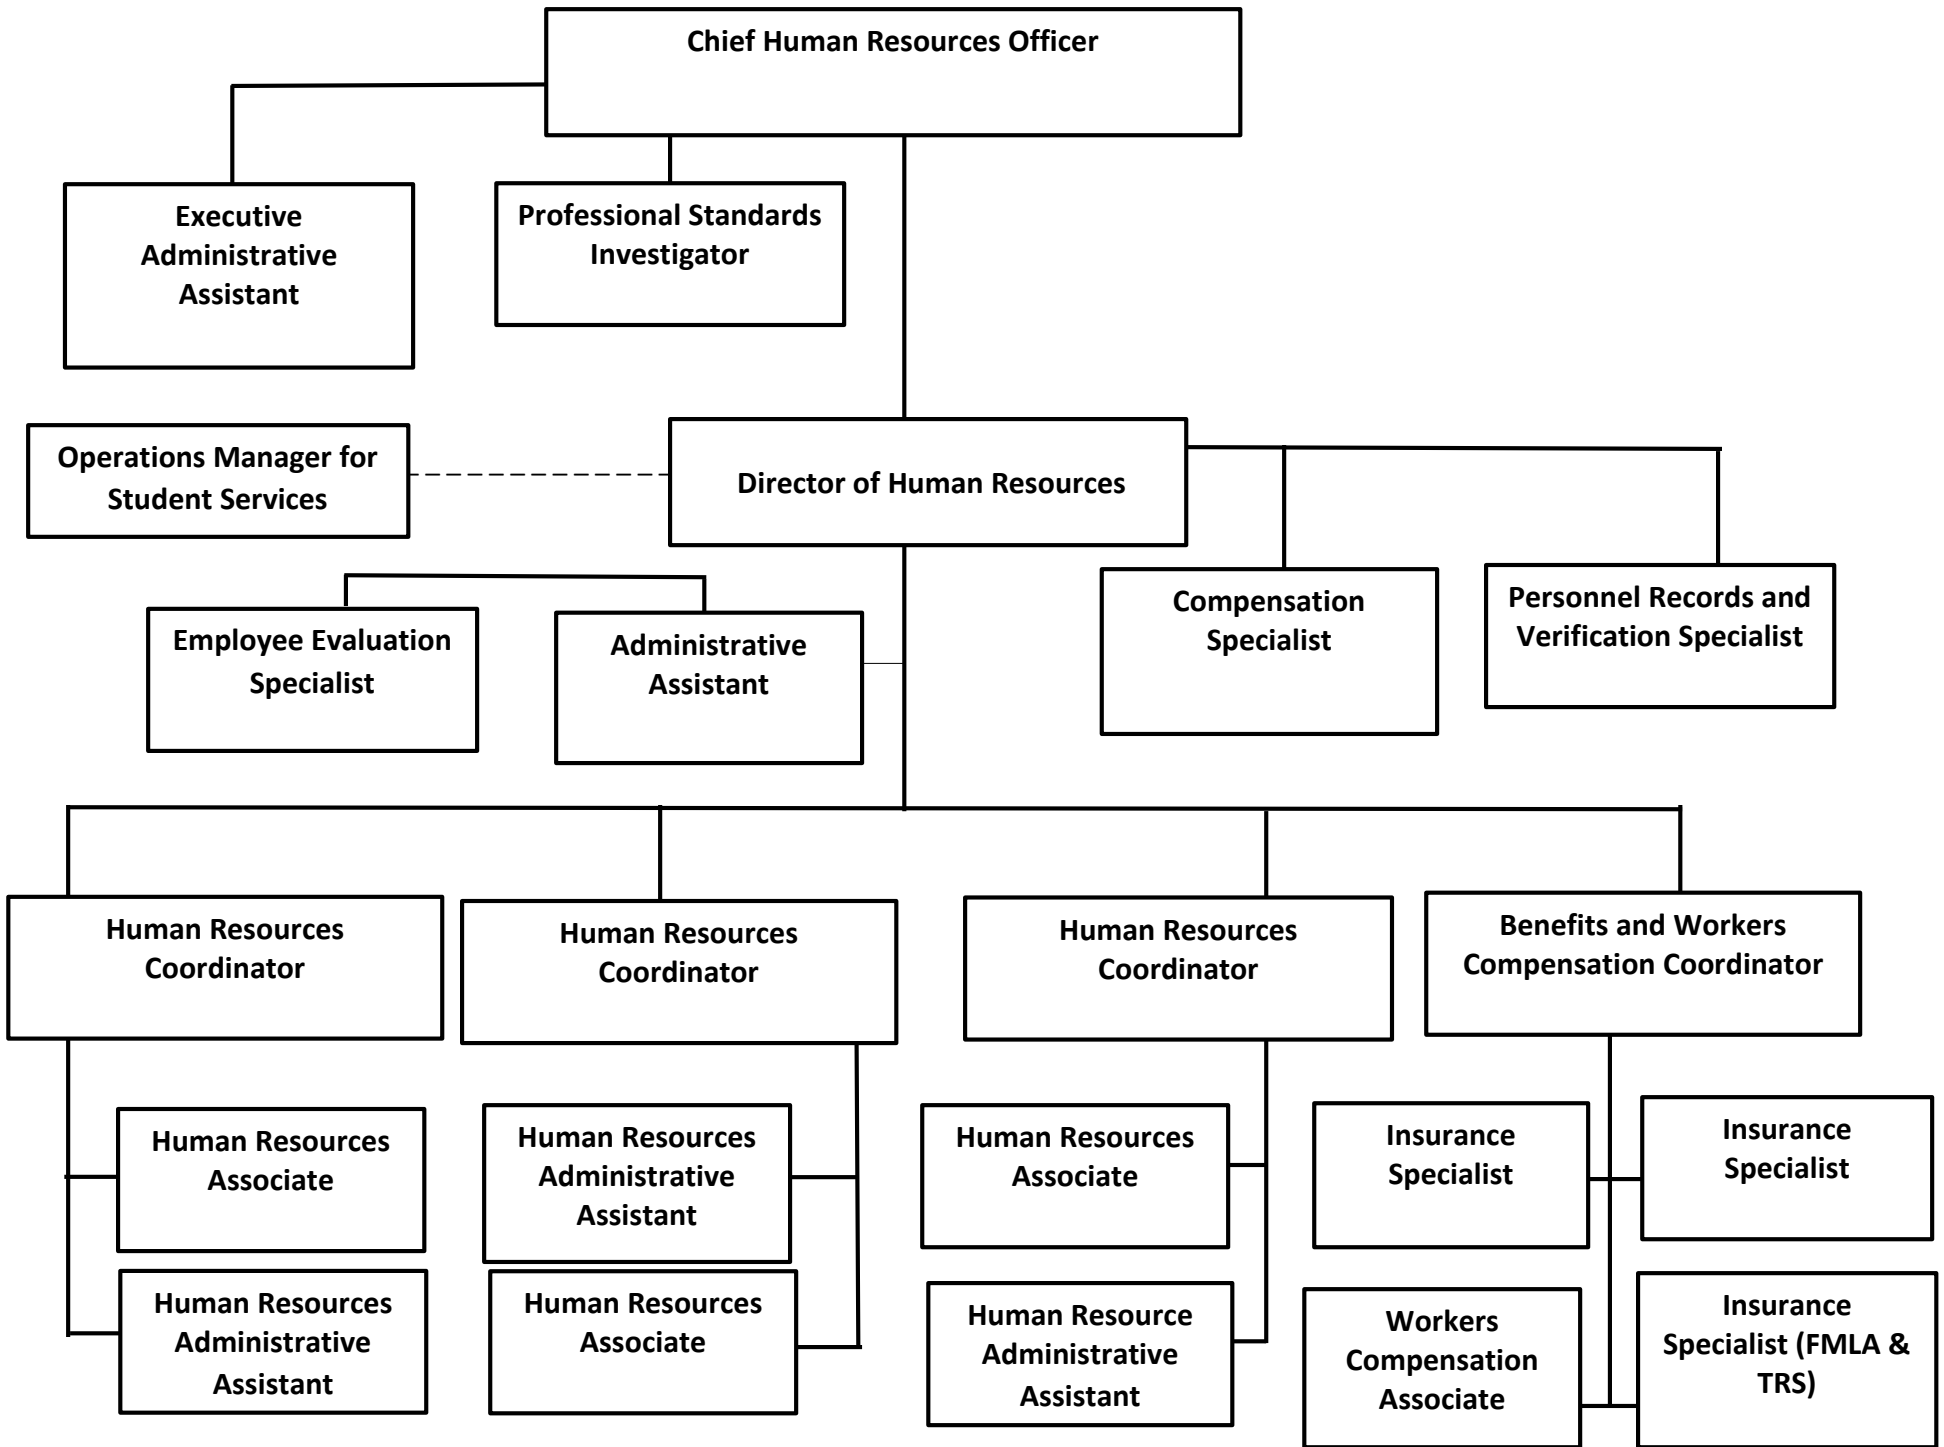 Chief Human Resources Officer
Executive
Administrative
Assistant
Professional Standards
Investigator
Operations Manager for
Student Services
Director of Human Resources
Employee Evaluation
Specialist
Administrative
Assistant
Compensation
Specialist
Personnel Records and
Verification Specialist
Human Resources
Coordinator
Human Resources
Coordinator
Human Resources
Coordinator
Benefits and Workers
Compensation Coordinator
Human Resources
Associate
Human Resources
Administrative
Assistant
Human Resources
Associate
Insurance
Specialist
Insurance
Specialist
Human Resources
Administrative
Assistant
Human Resources
Associate
Human Resource
Administrative
Assistant
Workers
Compensation
Associate
Insurance
Specialist (FMLA &
TRS)